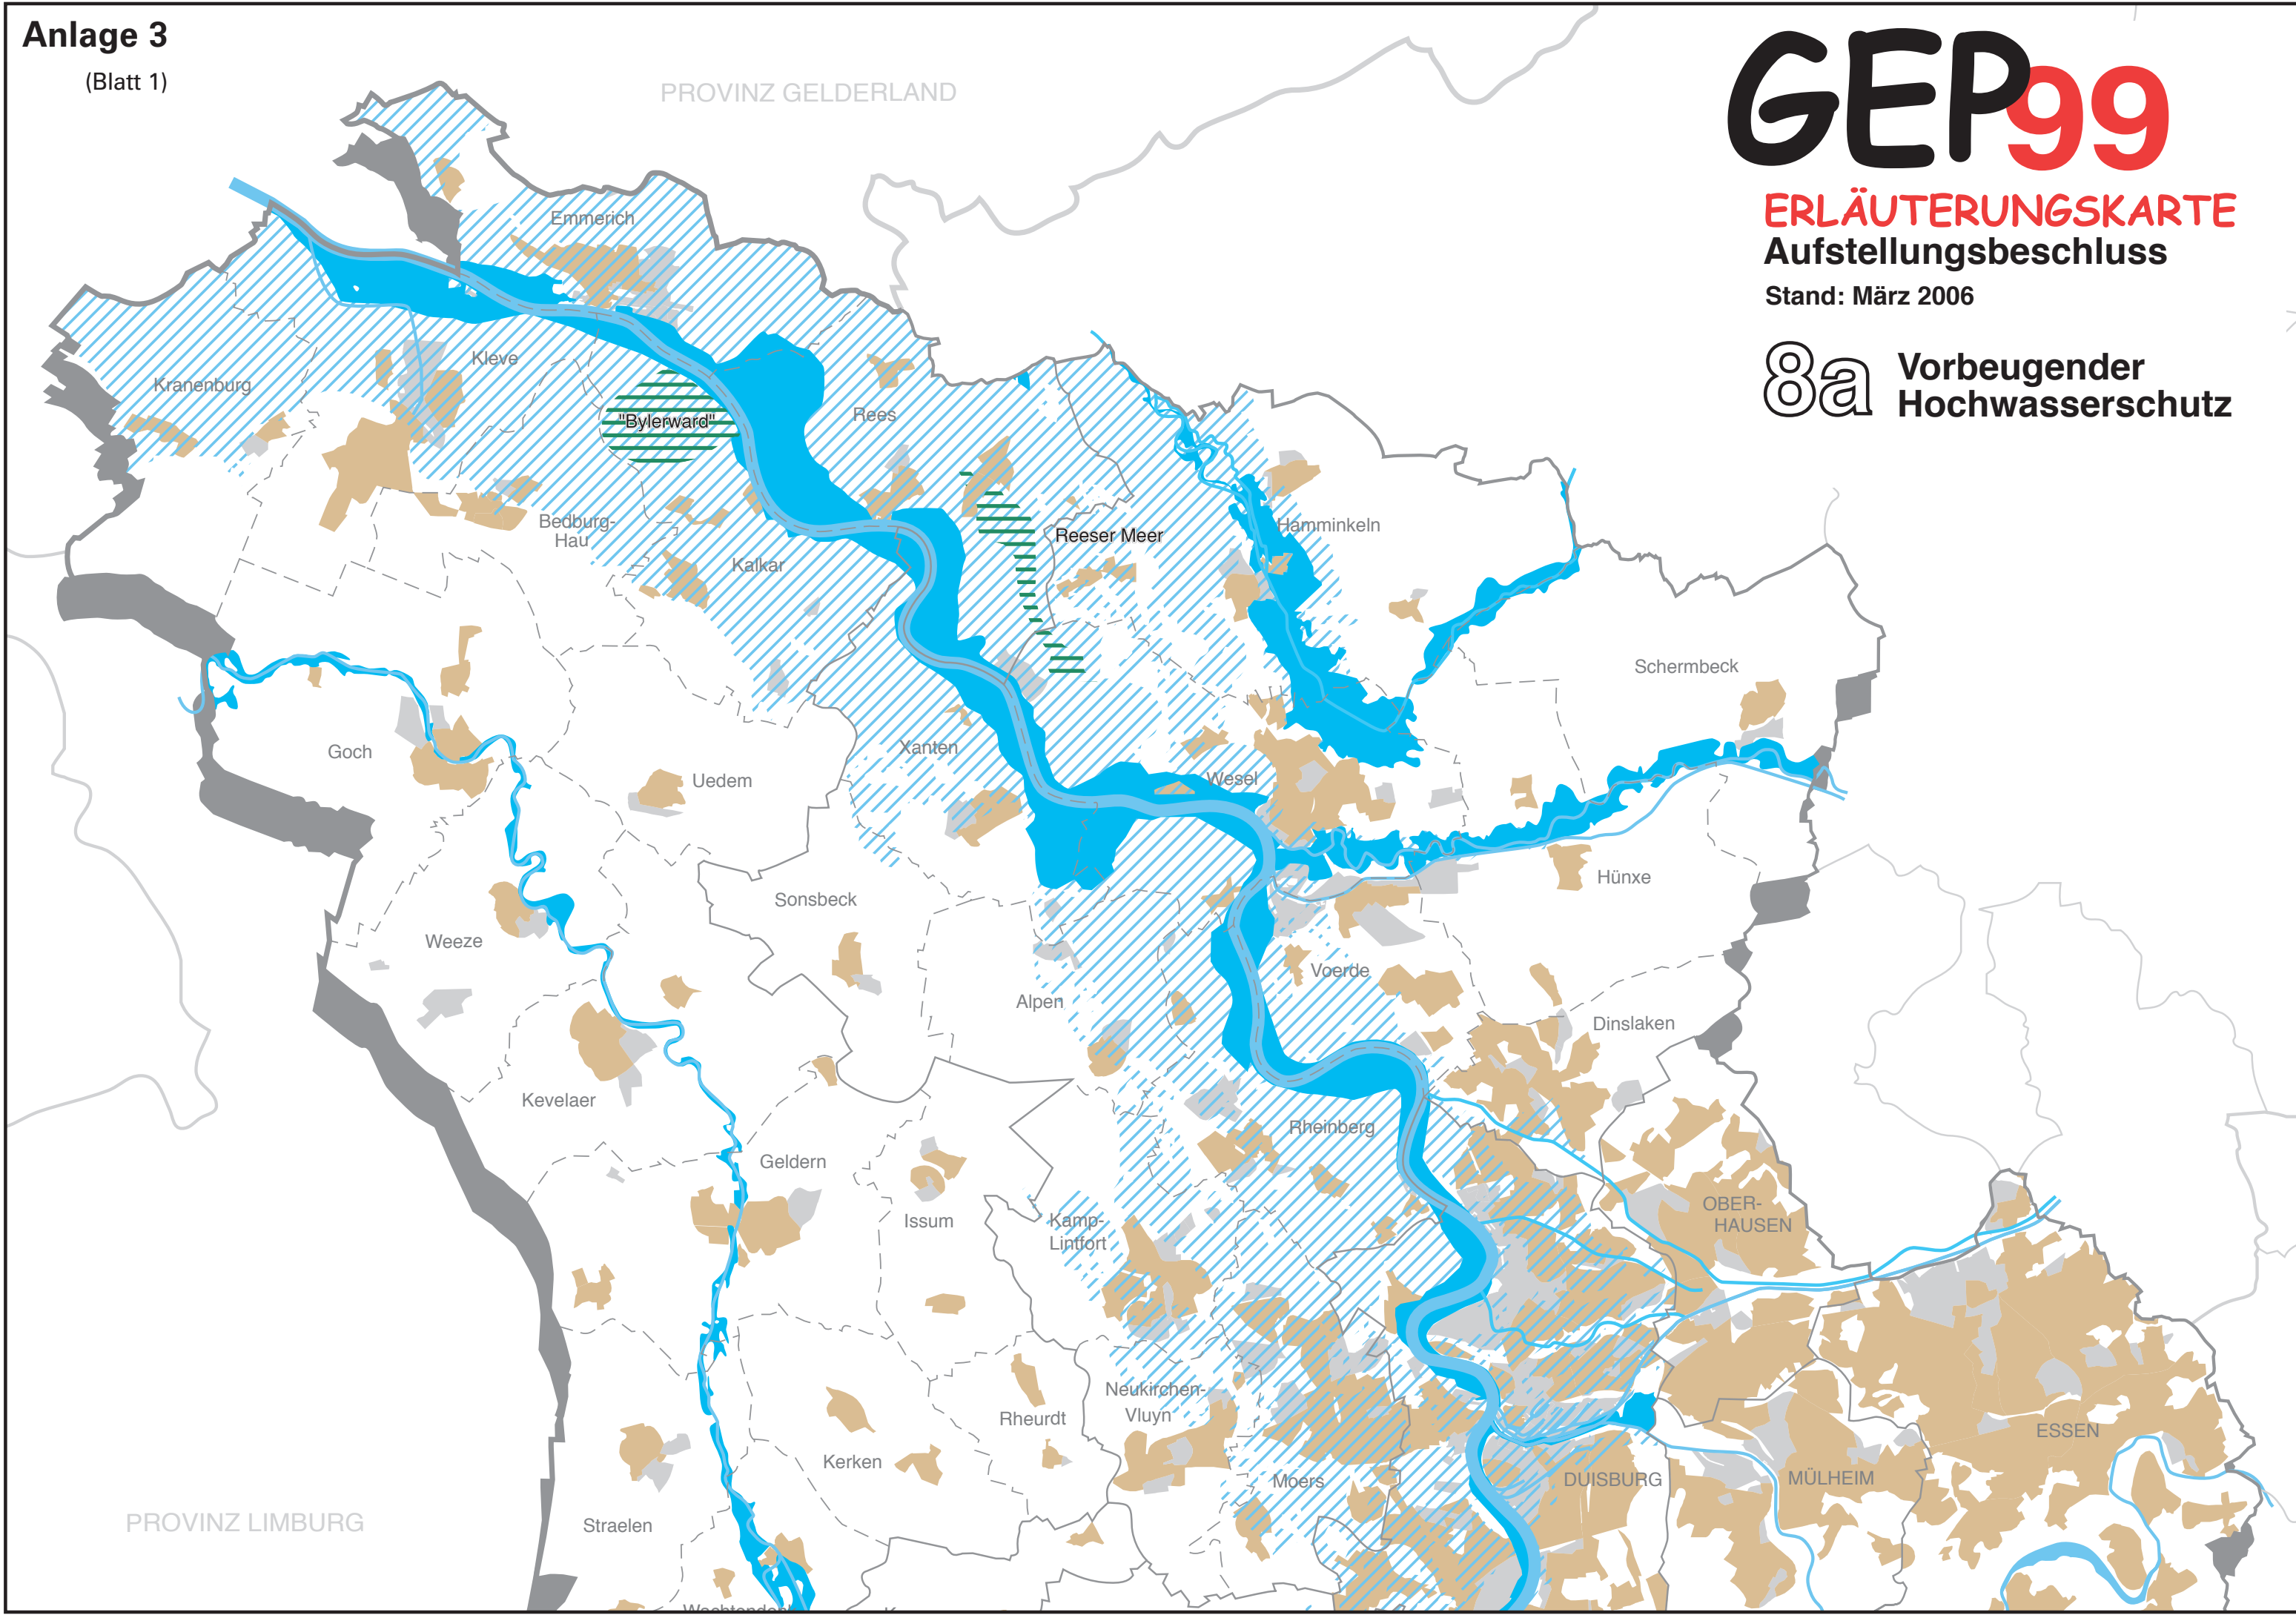 Anlage 3
(Blatt 1)
GEP99
ERLÄUTERUNGSKARTE
Aufstellungsbeschluss
Stand: März 2006
8a Vorbeugender
Hochwasserschutz
PROVINZ GELDERLAND
Emmerich
Kleve
Kranenburg
"Bylerward"
Rees
Bedburg-
Hau
Reeser Meer
Hamminkeln
Kalkar
Schermbeck
Goch
Xanten
Uedem
Wesel
Hünxe
Sonsbeck
Weeze
Voerde
Alpen
Dinslaken
Kevelaer
Rheinberg
Geldern
OBER-
HAUSEN
Issum
Kamp-
Lintfort
Neukirchen-
Vluyn
Rheurdt
ESSEN
Kerken
Moers
DUISBURG
MÜLHEIM
PROVINZ LIMBURG
Straelen